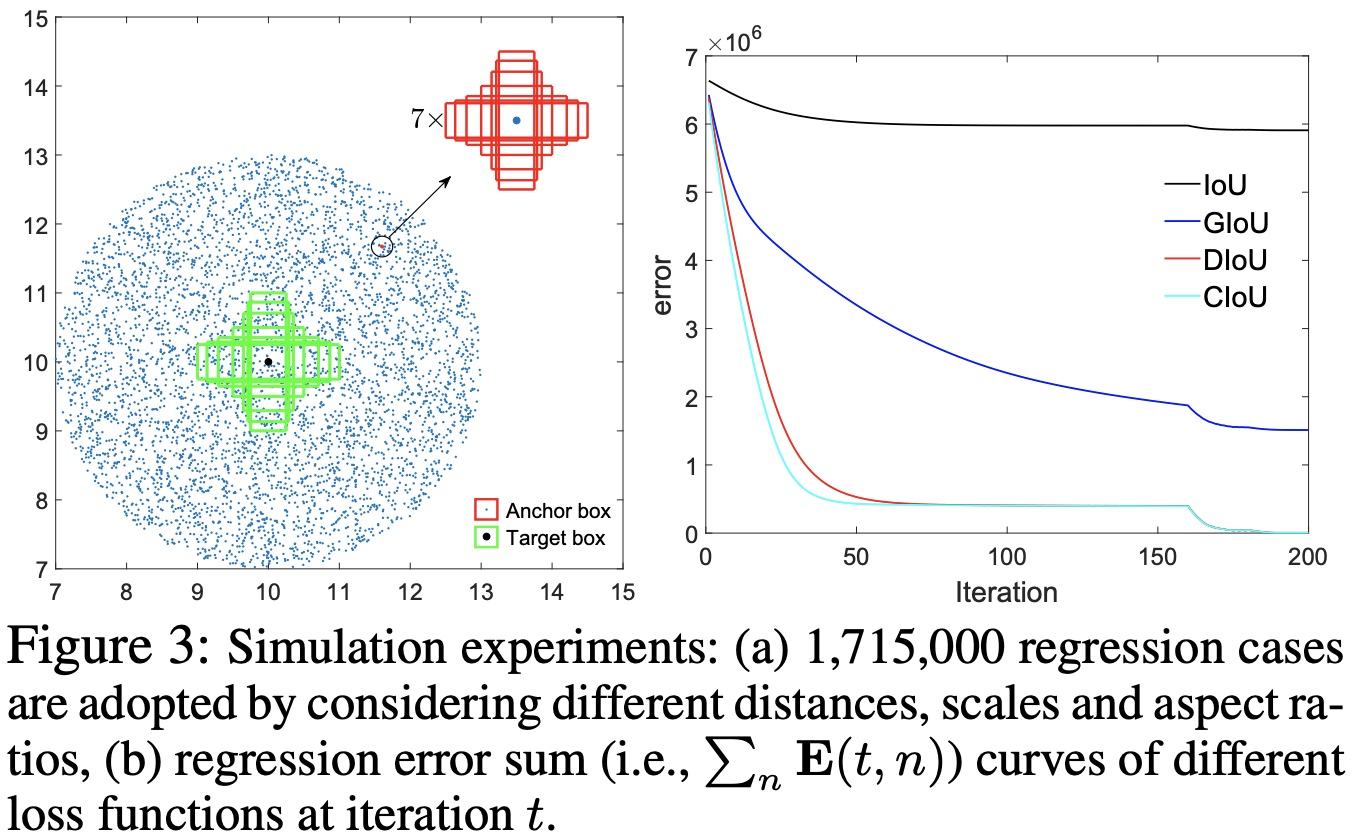 15
14
13
12
11
10
9
8
7
7 8 9 10 11 12 13 14 15
7×
Anchor box
Target box
×10⁶
7
6
5
4
3
2
1
0
0 50 100 150 200
error
Iteration
IoU
GIoU
DIoU
CIoU
Figure 3: Simulation experiments: (a) 1,715,000 regression cases
are adopted by considering different distances, scales and aspect ra-
tios, (b) regression error sum (i.e., ∑ₙ E(t, n)) curves of different
loss functions at iteration t.